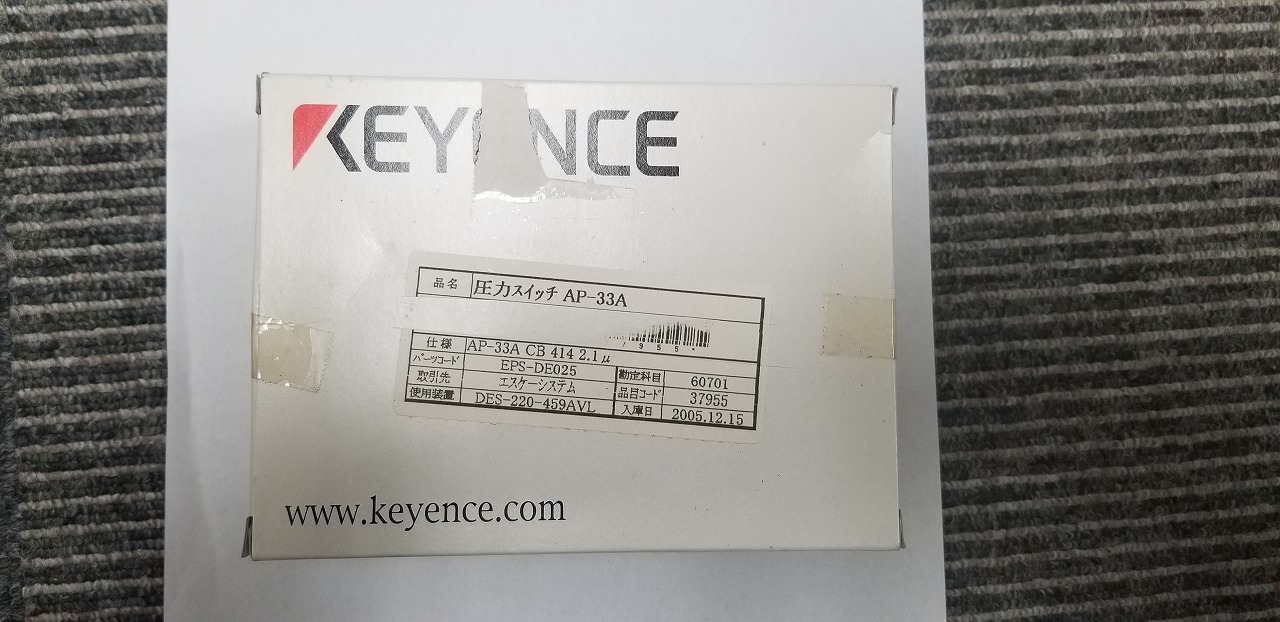 KEYENCE
品名 圧力スイッチ AP-33A
7955*
仕様 AP-33A CB 414 2.1μ
パーツコード EPS-DE025 勘定科目 60701
取引先 エスケーシステム 品目コード 37955
使用装置 DES-220-459AVL 入庫日 2005.12.15
www.keyence.com